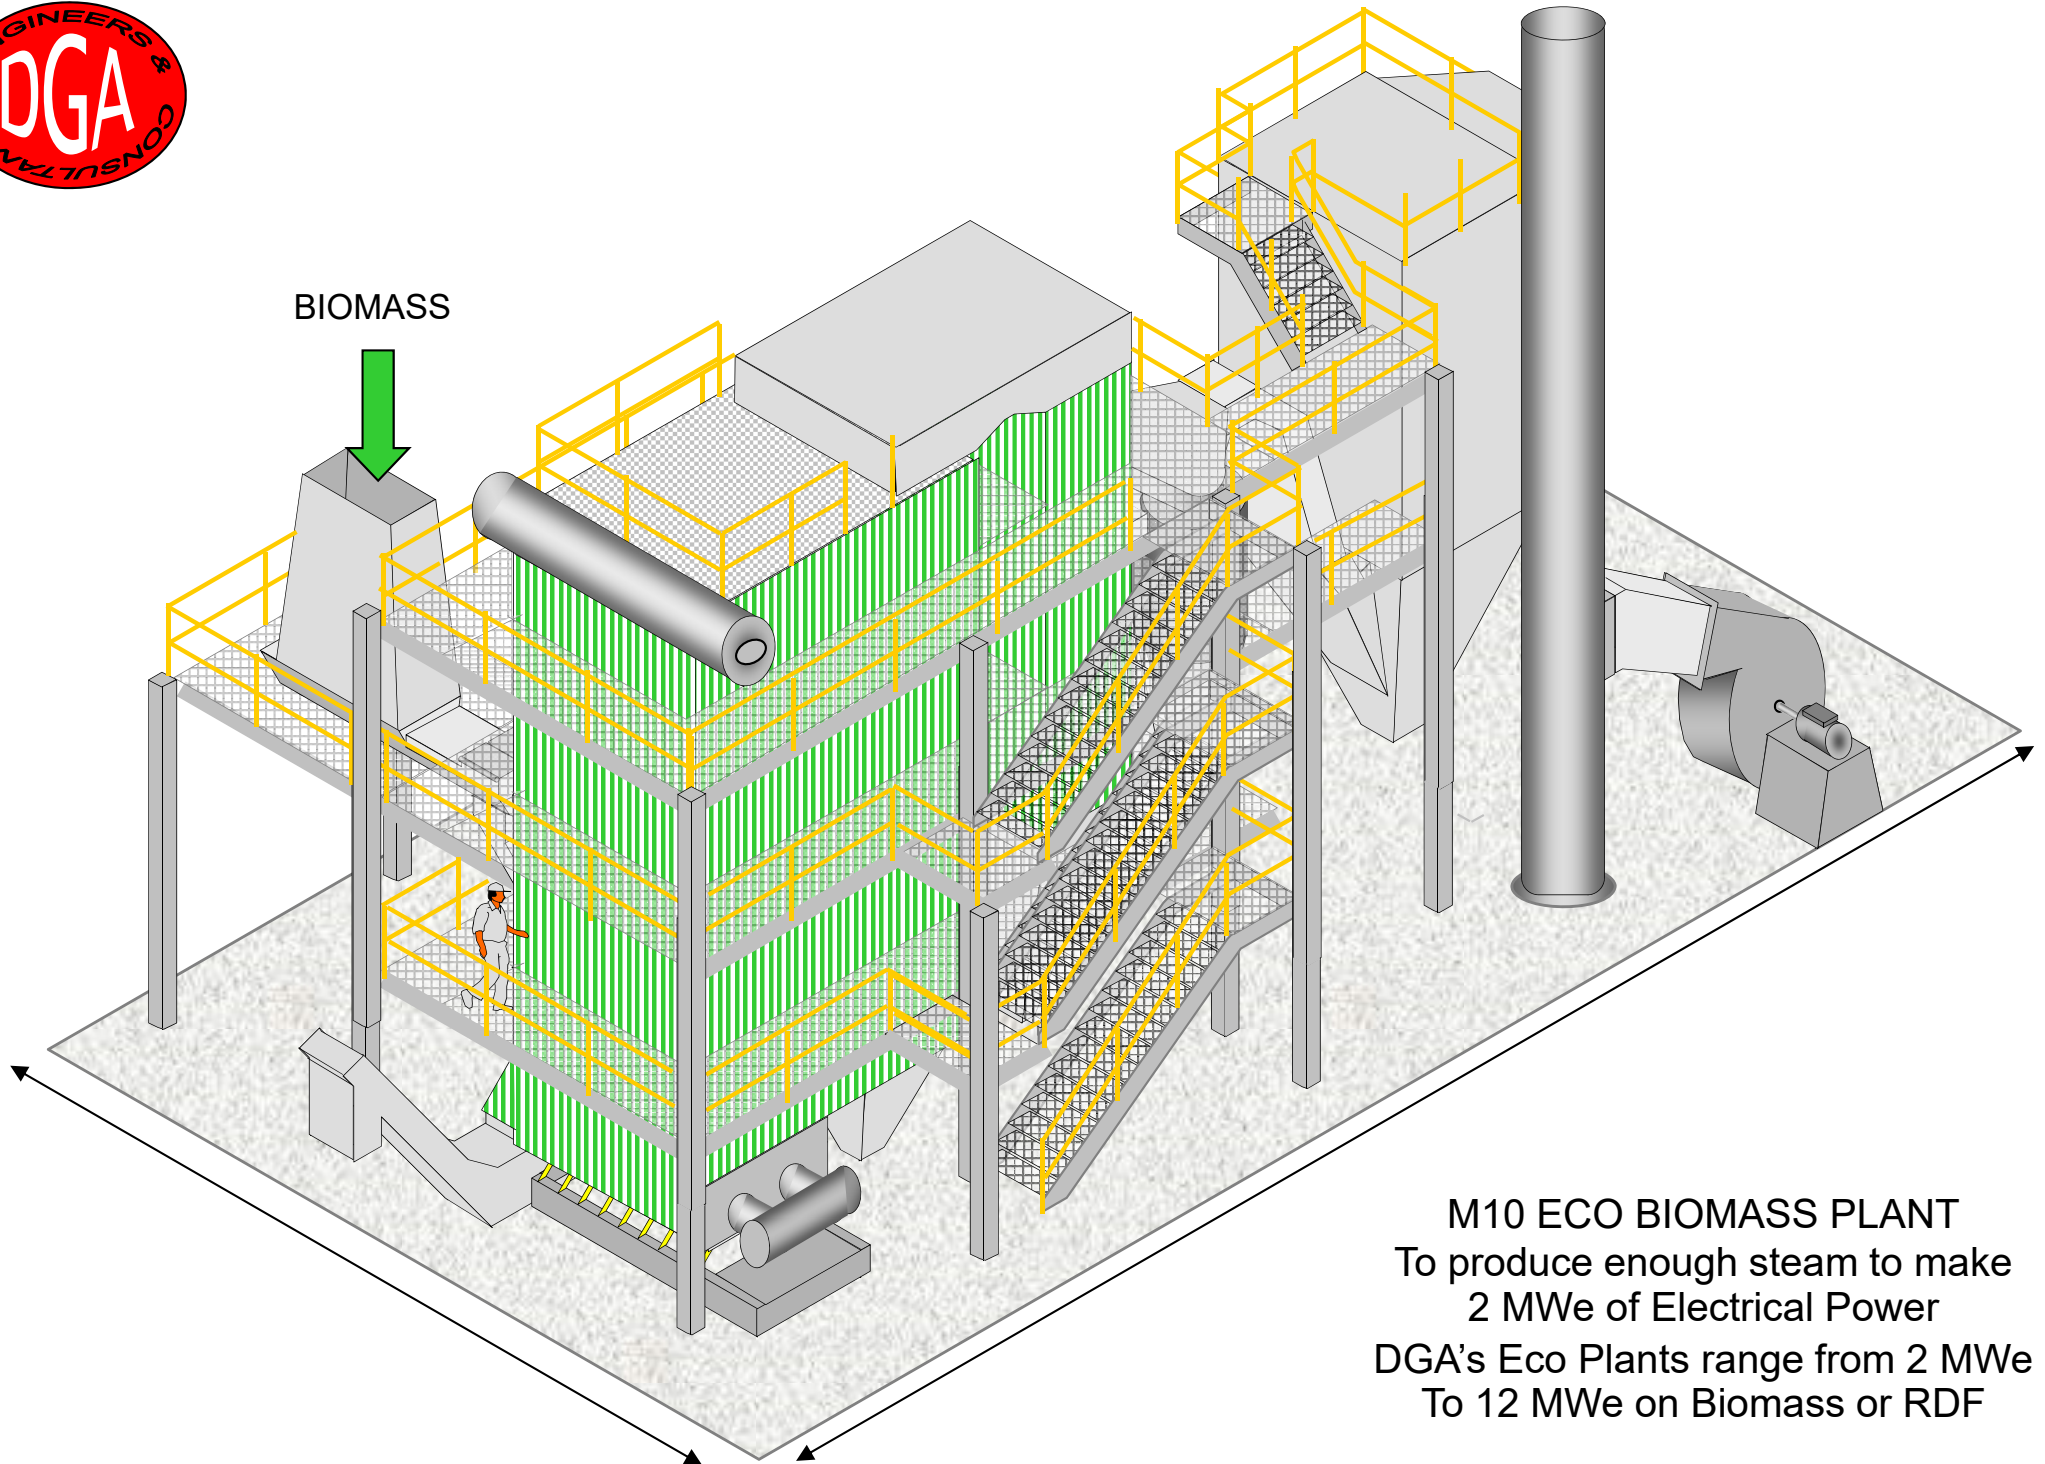 DGA
CONSULTAN
BIOMASS
M10 ECO BIOMASS PLANT
To produce enough steam to make
2 MWe of Electrical Power
DGA's Eco Plants range from 2 MWe
To 12 MWe on Biomass or RDF